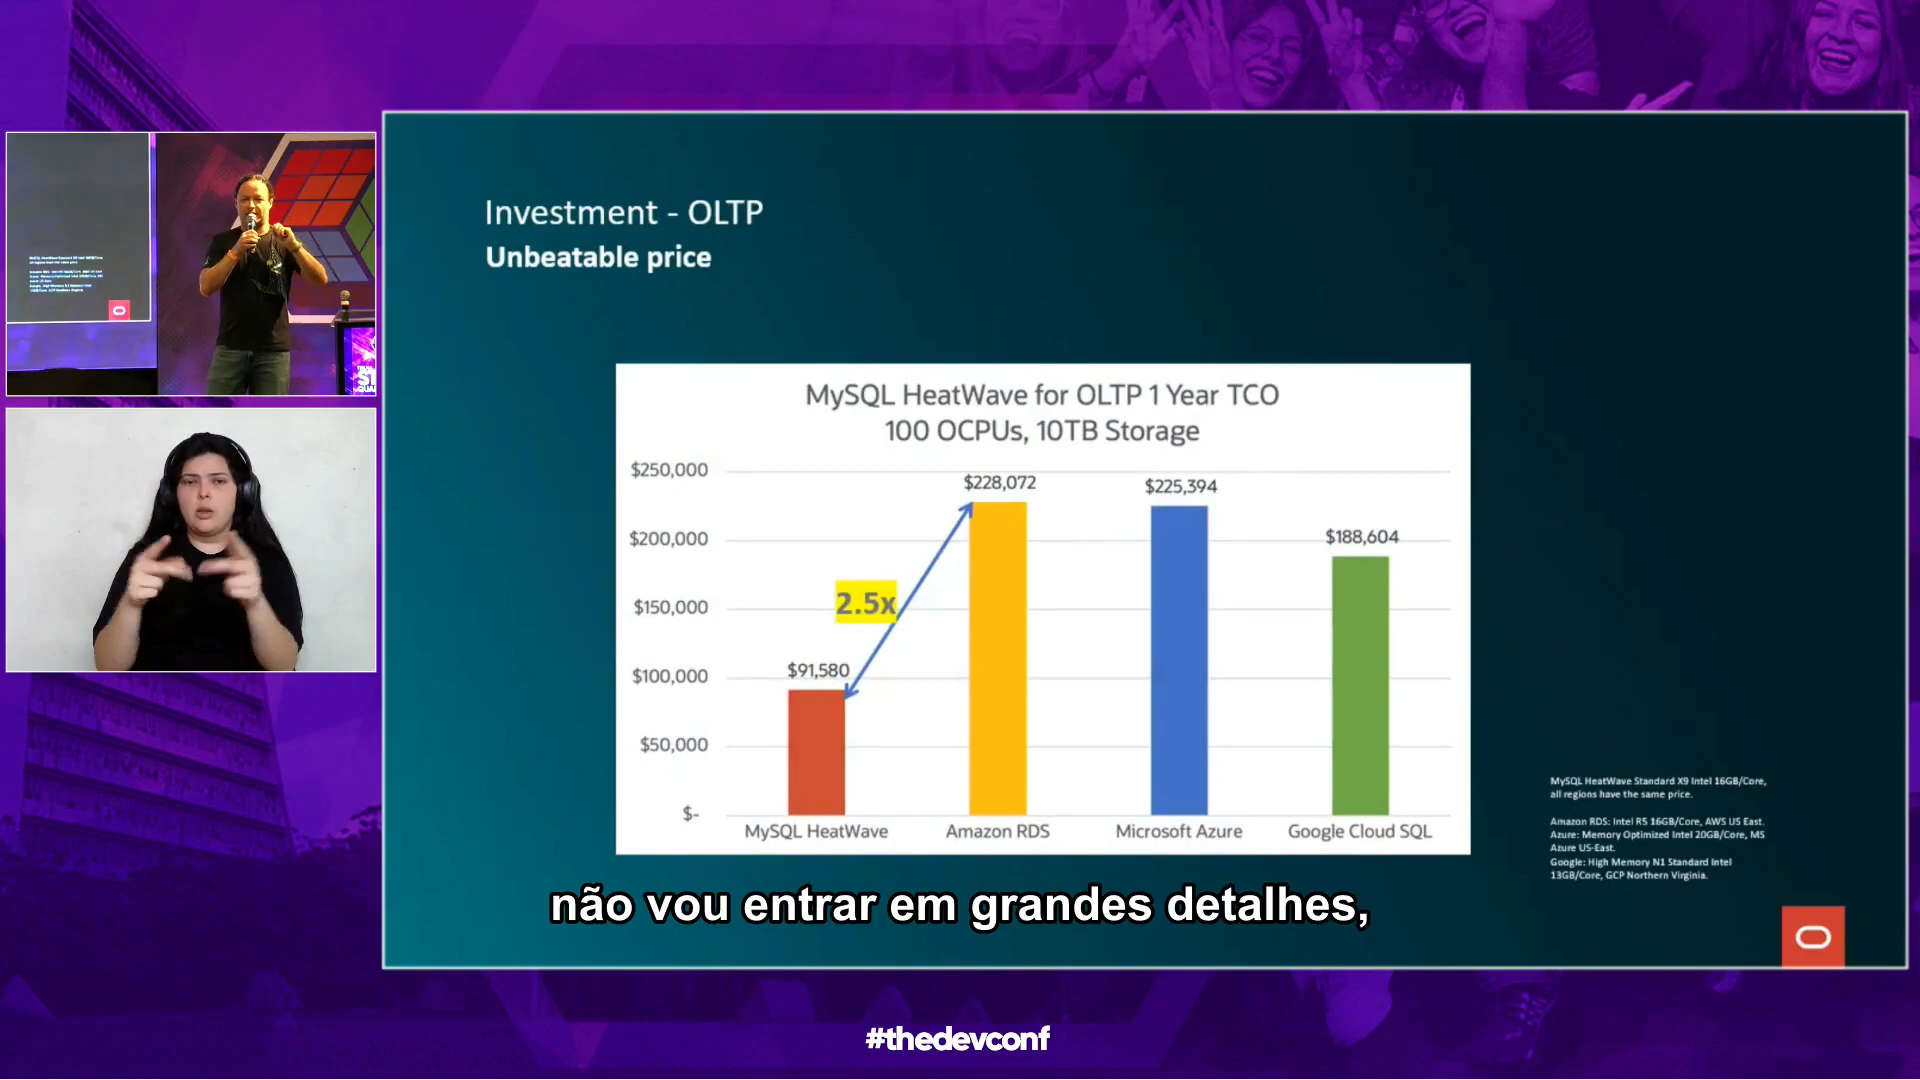 Investment - OLTP
Unbeatable price
MySQL HeatWave for OLTP 1 Year TCO
100 OCPUs, 10TB Storage
$250,000
$200,000
$150,000
$100,000
$50,000
$-
$91,580
2.5x
$228,072
$225,394
$188,604
MySQL HeatWave
Amazon RDS
Microsoft Azure
Google Cloud SQL
MySQL HeatWave Standard X9 Intel 16GB/Core,
all regions have the same price.
Amazon RDS: Intel R5 16GB/Core, AWS US East.
Azure: Memory Optimized Intel 20GB/Core, MS
Azure US-East.
Google: High Memory N1 Standard Intel
13GB/Core, GCP Northern Virginia.
não vou entrar em grandes detalhes,
#thedevconf